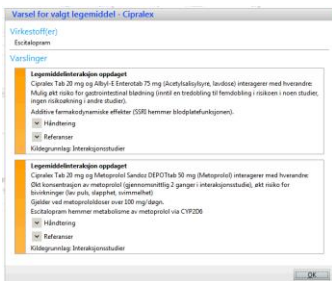 Varsel for valgt legemiddel - Cipralex
Virkestoff(er)
Escitalopram
Varslinger
Legemiddelinteraksjon oppdaget
Cipralex Tab 20 mg og Albyl-E Enterotab 75 mg (Acetylsalisylsyre, lavdose) interagerer med hverandre
Mulig økt risiko for gastrointestinal blødning (inntil en tredobling til femdobling i risikoen i noen studier,
ingen risikoøkning i andre studier).
Additive farmakodynamiske effekter (SSRI hemmer blodplatefunksjonen).
Håndtering
Referanser
Kildegrunnlag: Interaksjonsstudier
Legemiddelinteraksjon oppdaget
Cipralex Tab 20 mg og Metoprolol Sandoz DEPOTtab 50 mg (Metoprolol) interagerer med hverandre:
Økt konsentrasjon av metoprolol (gjennomsnittlig 2 ganger i interaksjonsstudie), økt risiko for
bivirkninger (lav puls, slapphet, svimmelhet)
Gjelder ved metoprololdoser over 100 mg/døgn.
Escitalopram hemmer metabolisme av metoprolol via CYP2D6
Håndtering
Referanser
Kildegrunnlag: Interaksjonsstudier
OK